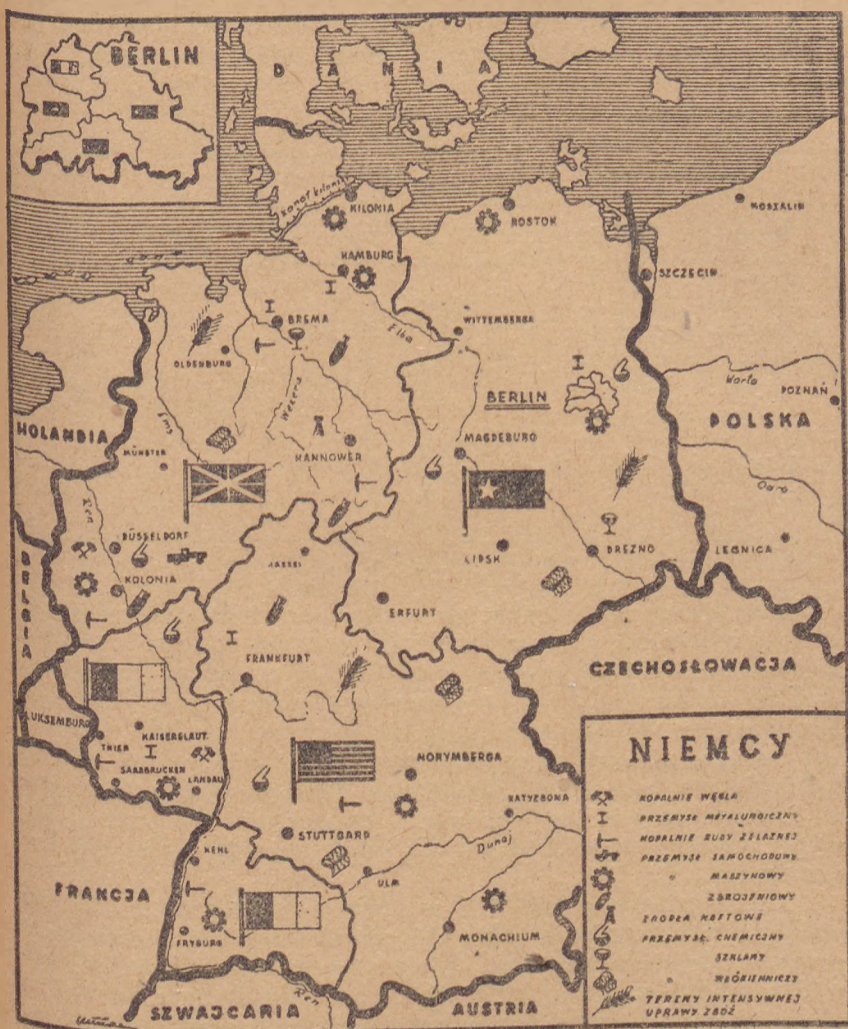 BERLIN
DANIA
Kanał Kiloński
KILONIA
ROSTOK
KOSZALIN
HAMBURG
SZCZECIN
BREMA
Elba
WITTEMBERGA
OLDENBURG
Wezera
Ems
Warta
POZNAŃ
BERLIN
HOLANDIA
POLSKA
MÜNSTER
HANNOWER
MAGDEBURG
Ren
DÜSSELDORF
KASSEL
LIPSK
DREZNO
LEGNICA
BELGIA
KOLONIA
ERFURT
FRANKFURT
CZECHOSŁOWACJA
LUKSEMBURG
KAISERSLAUT.
TRIER
SAARBRÜCKEN
LANDAU
NORYMBERGA
RATYZBONA
STUTTGARD
Dunaj
KEHL
ULM
FRANCJA
FRYBURG
MONACHIUM
Ren
SZWAJCARIA
AUSTRIA
NIEMCY
KOPALNIE WĘGLA
PRZEMYSŁ METALURGICZNY
KOPALNIE RUDY ŻELAZNEJ
PRZEMYSŁ SAMOCHODOWY
" MASZYNOWY
ZBROJENIOWY
ŹRÓDŁA NAFTOWE
PRZEMYSŁ CHEMICZNY
SZKLANY
" WŁÓKIENNICZY
TERENY INTENSYWNEJ
UPRAWY ZBÓŻ